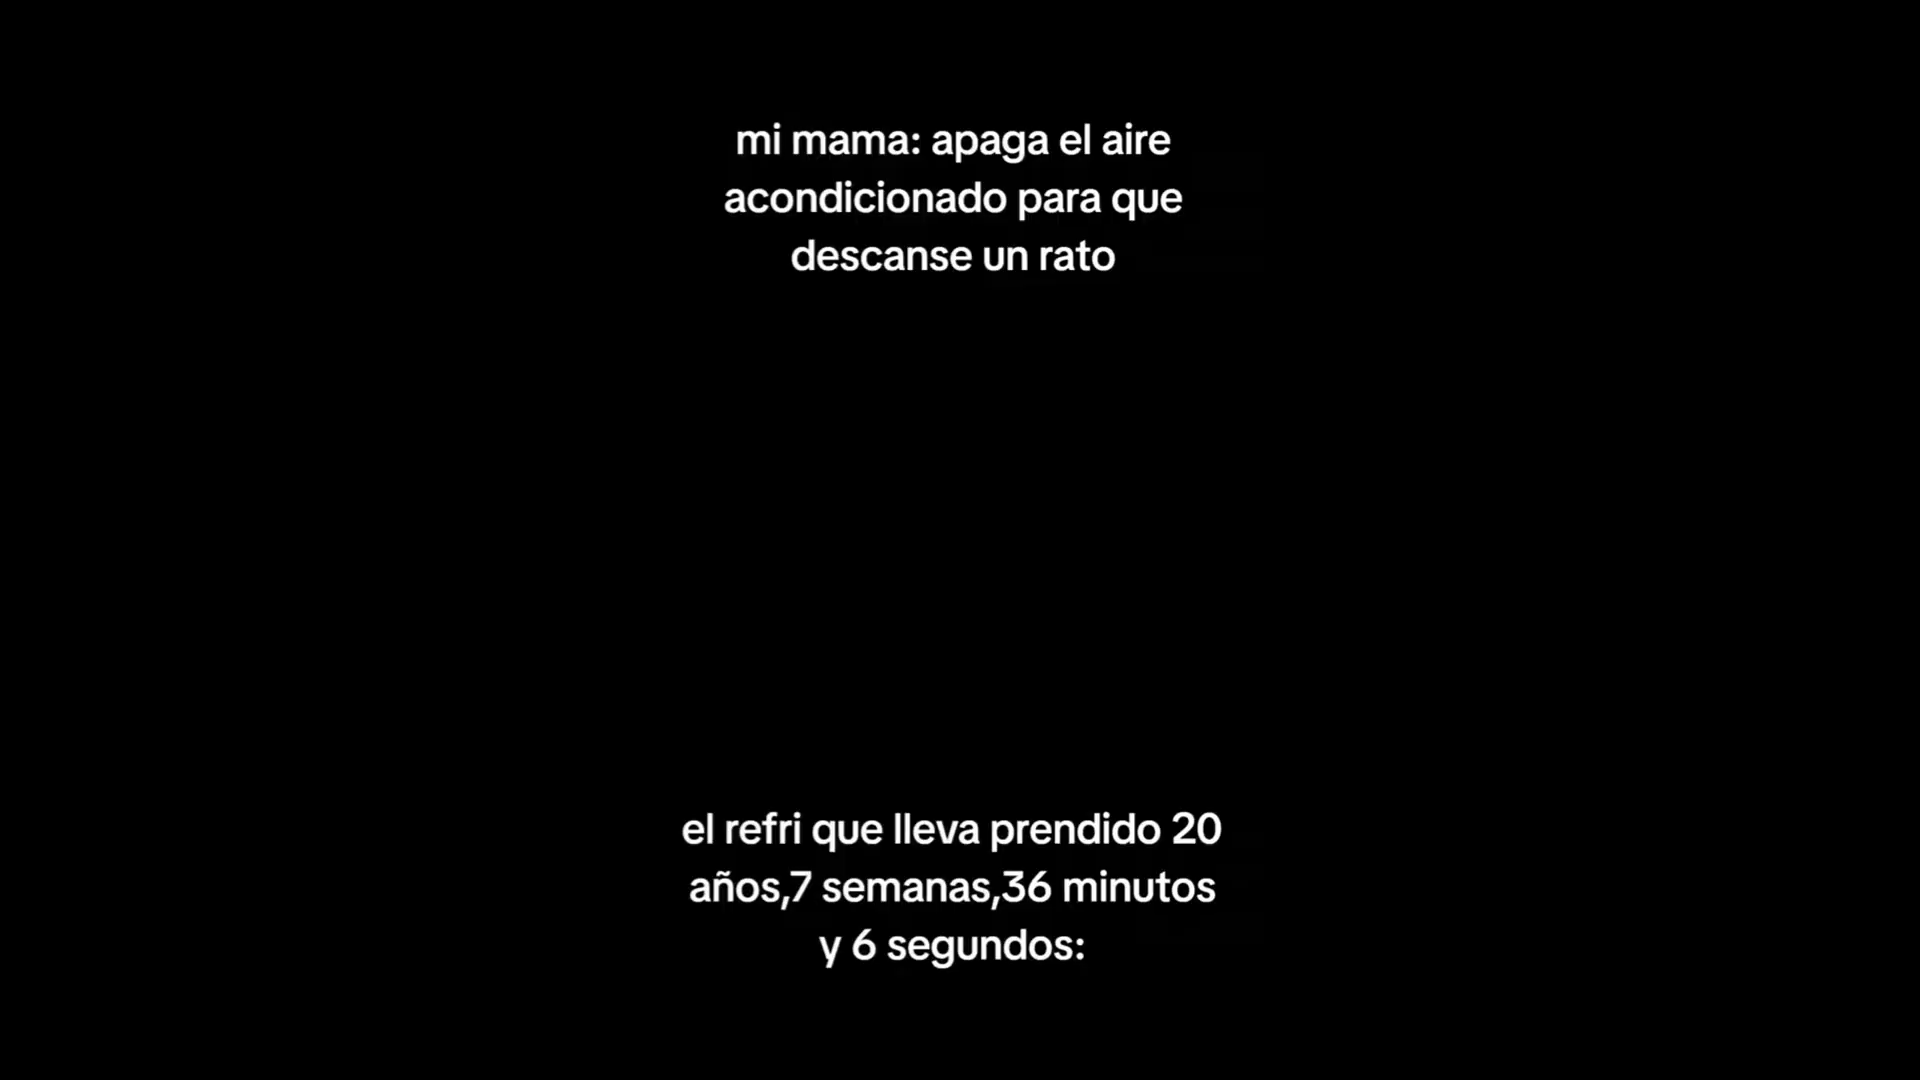 mi mama: apaga el aire
acondicionado para que
descanse un rato
el refri que lleva prendido 20
años,7 semanas,36 minutos
y 6 segundos: